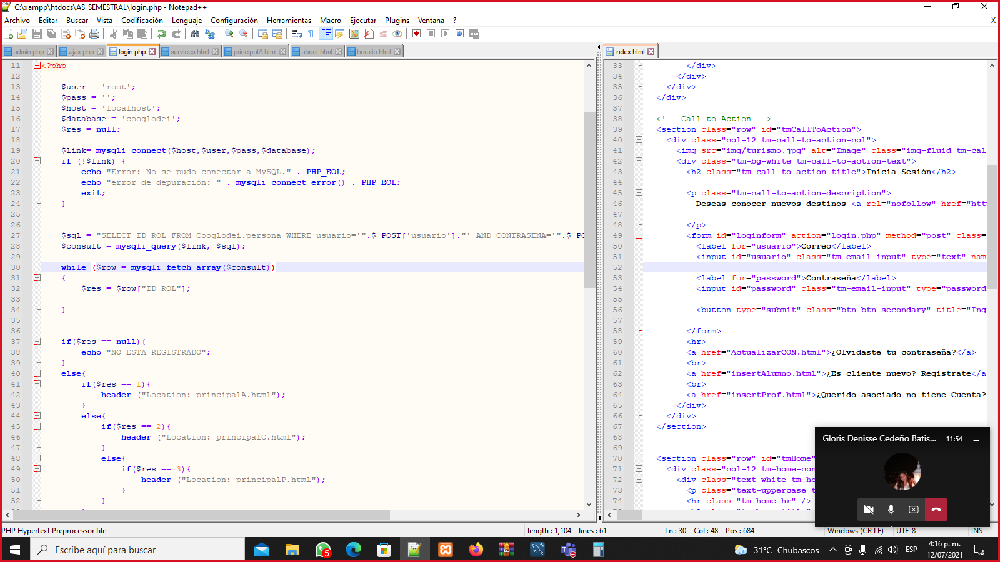 C:\xampp\htdocs\AS_SEMESTRAL\login.php - Notepad++
Archivo Editar Buscar Vista Codificación Lenguaje Configuración Herramientas Macro Ejecutar Plugins Ventana ? X
admin.php ajax.php login.php services.html principalA.html about.html horario.html
11 <?php
12
13 $user = 'root';
14 $pass = '';
15 $host = 'localhost';
16 $database = 'cooglodei';
17 $res = null;
18
19 $link= mysqli_connect($host,$user,$pass,$database);
20 if (!$link) {
21 echo "Error: No se pudo conectar a MySQL." . PHP_EOL;
22 echo "error de depuración: " . mysqli_connect_error() . PHP_EOL;
23 exit;
24 }
25
26
27 $sql = "SELECT ID_ROL FROM Cooglodei.persona WHERE usuario='".$_POST['usuario']."' AND CONTRASENA='".$_PO
28 $consult = mysqli_query($link, $sql);
29
30 while ($row = mysqli_fetch_array($consult))
31 {
32 $res = $row["ID_ROL"];
33
34 }
35
36
37 if($res == null){
38 echo "NO ESTA REGISTRADO";
39 }
40 else{
41 if($res == 1){
42 header ("Location: principalA.html");
43 }
44 else{
45 if($res == 2){
46 header ("Location: principalC.html");
47 }
48 else{
49 if($res == 3){
50 header ("Location: principalP.html");
51 }
52 }
index.html
33 </div>
34 </div>
35 </div>
36 </div>
37
38 <!-- Call to Action -->
39 <section class="row" id="tmCallToAction">
40 <div class="col-12 tm-call-to-action-col">
41 <img src="img/turismo.jpg" alt="Image" class="img-fluid tm-cal
42 <div class="tm-bg-white tm-call-to-action-text">
43 <h2 class="tm-call-to-action-title">Inicia Sesión</h2>
44
45 <p class="tm-call-to-action-description">
46 Deseas conocer nuevos destinos <a rel="nofollow" href="htt
47
48 </p>
49 <form id="loginform" action="login.php" method="post" class=
50 <label for="usuario">Correo</label>
51 <input id="usuario" class="tm-email-input" type="text" nam
52
53 <label for="password">Contraseña</label>
54 <input id="password" class="tm-email-input" type="password
55
56 <button type="submit" class="btn btn-secondary" title="Ing
57
58 </form>
59 <hr>
60 <a href="ActualizarCON.html">¿Olvidaste tu contraseña?</a>
61 <br>
62 <a href="insertAlumno.html">¿Es cliente nuevo? Registrate</a
63 <br>
64 <a href="insertProf.html">¿Querido asociado no tiene Cuenta?
65 </div>
66 </div>
67 </section>
68
69
70 <section class="row" id="tmHome"
71 <div class="col-12 tm-home-con
72 <div class="text-white tm-ho
73 <p class="text-uppercase t
74 <hr class="tm-home-hr" />
Gloris Denisse Cedeño Batis... 11:54
PHP Hypertext Preprocessor file length : 1,104 lines : 61 Ln : 30 Col : 48 Pos : 684 Windows (CR LF) UTF-8 INS
Escribe aquí para buscar 5 31°C Chubascos ESP 4:16 p. m.
12/07/2021